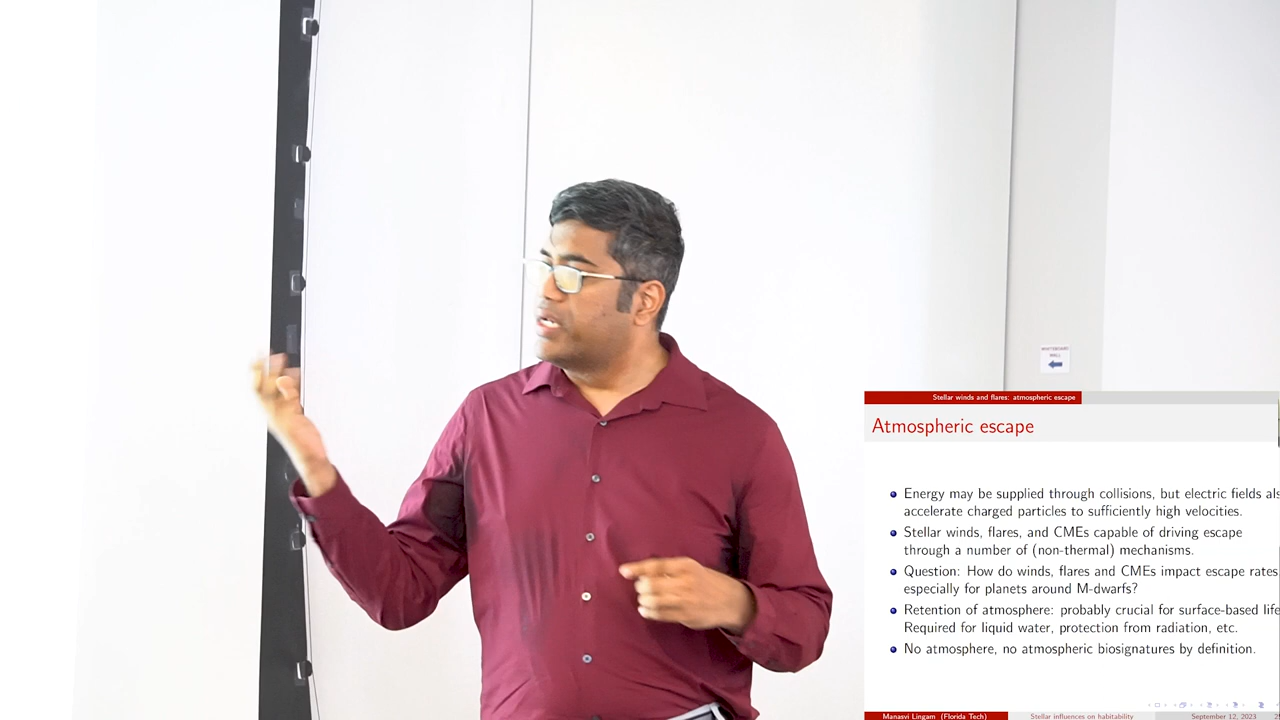 Stellar winds and flares: atmospheric escape
Atmospheric escape
Energy may be supplied through collisions, but electric fields als
accelerate charged particles to sufficiently high velocities.
Stellar winds, flares, and CMEs capable of driving escape
through a number of (non-thermal) mechanisms.
Question: How do winds, flares and CMEs impact escape rates
especially for planets around M-dwarfs?
Retention of atmosphere: probably crucial for surface-based life
Required for liquid water, protection from radiation, etc.
No atmosphere, no atmospheric biosignatures by definition.
Manasvi Lingam (Florida Tech)
Stellar influences on habitability
September 12, 2023